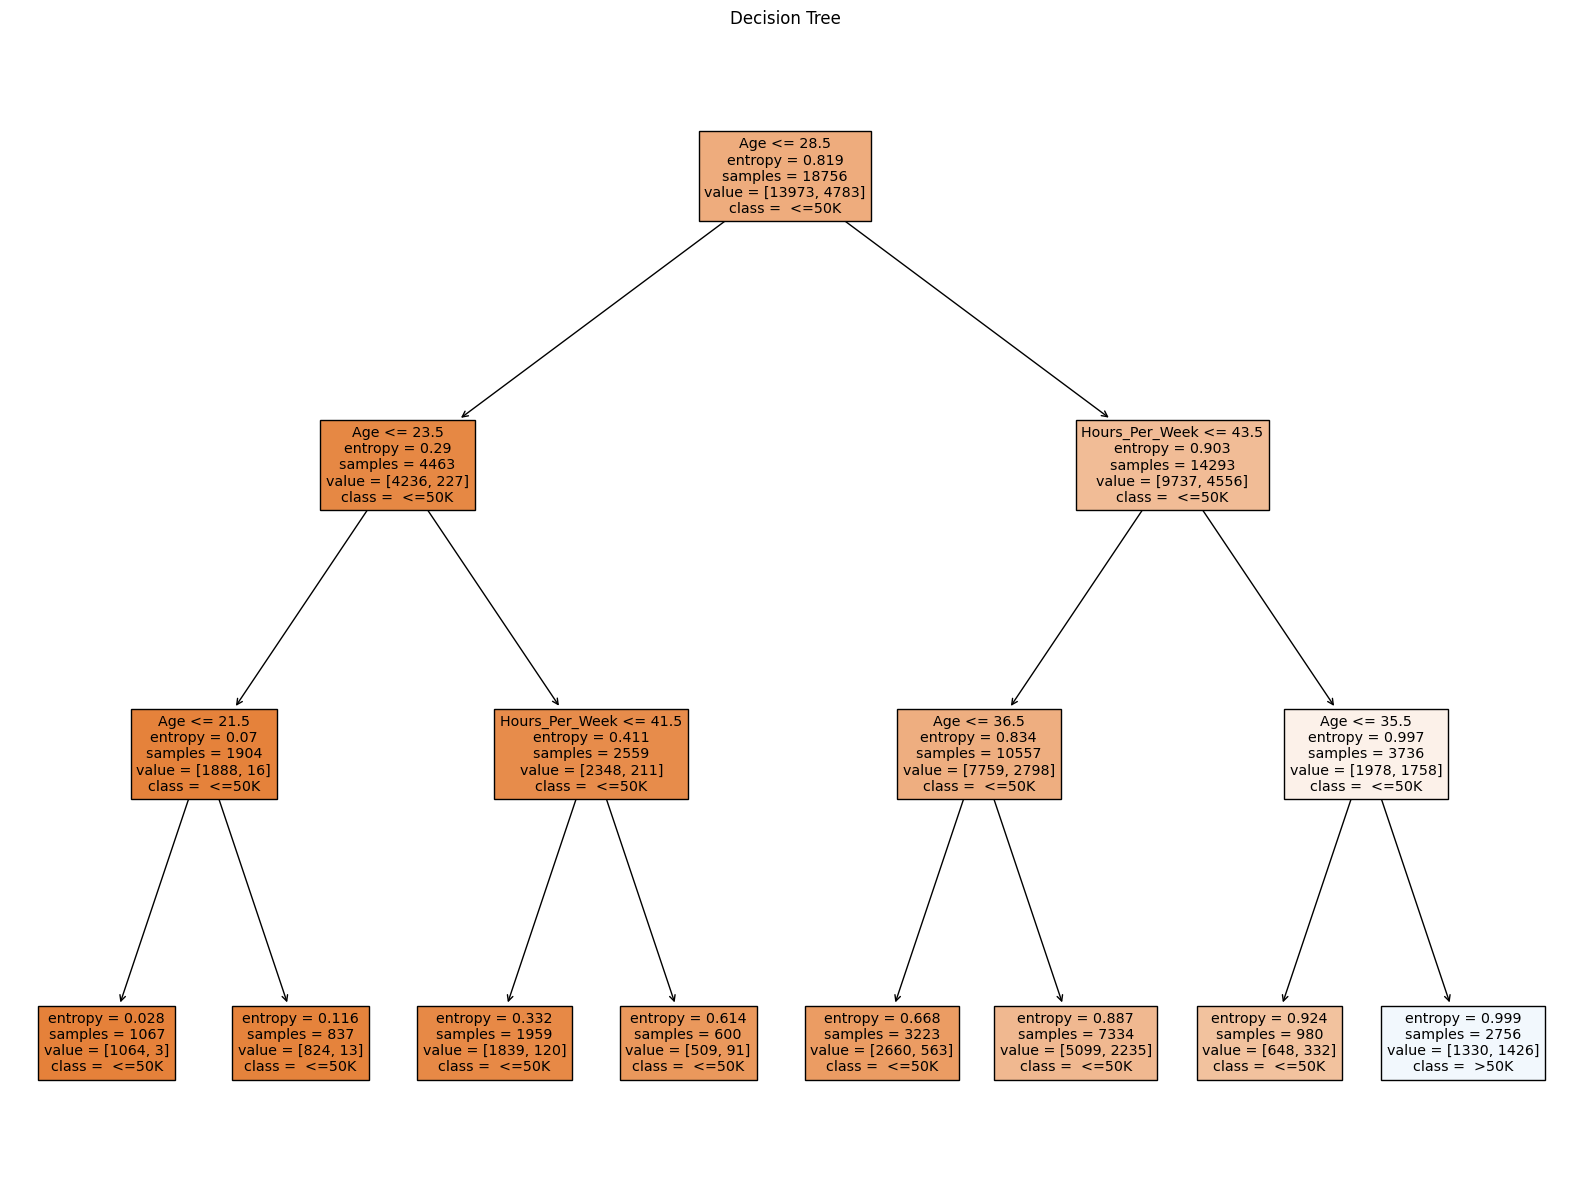 Decision Tree
Age <= 28.5
entropy = 0.819
samples = 18756
value = [13973, 4783]
class =  <=50K
Age <= 23.5
entropy = 0.29
samples = 4463
value = [4236, 227]
class =  <=50K
Hours_Per_Week <= 43.5
entropy = 0.903
samples = 14293
value = [9737, 4556]
class =  <=50K
Age <= 21.5
entropy = 0.07
samples = 1904
value = [1888, 16]
class =  <=50K
Hours_Per_Week <= 41.5
entropy = 0.411
samples = 2559
value = [2348, 211]
class =  <=50K
Age <= 36.5
entropy = 0.834
samples = 10557
value = [7759, 2798]
class =  <=50K
Age <= 35.5
entropy = 0.997
samples = 3736
value = [1978, 1758]
class =  <=50K
entropy = 0.028
samples = 1067
value = [1064, 3]
class =  <=50K
entropy = 0.116
samples = 837
value = [824, 13]
class =  <=50K
entropy = 0.332
samples = 1959
value = [1839, 120]
class =  <=50K
entropy = 0.614
samples = 600
value = [509, 91]
class =  <=50K
entropy = 0.668
samples = 3223
value = [2660, 563]
class =  <=50K
entropy = 0.887
samples = 7334
value = [5099, 2235]
class =  <=50K
entropy = 0.924
samples = 980
value = [648, 332]
class =  <=50K
entropy = 0.999
samples = 2756
value = [1330, 1426]
class =  >50K